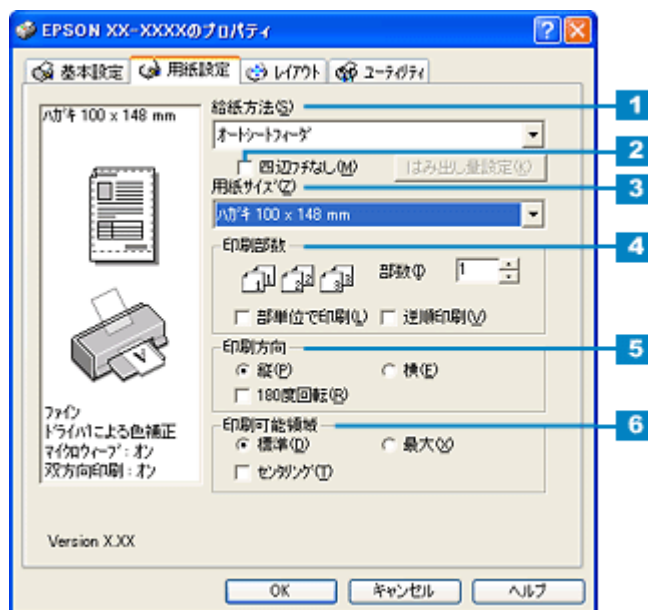 EPSON XX-XXXXのプロパティ
基本設定 用紙設定 レイアウト ユーティリティ
ハガキ 100 x 148 mm
給紙方法(S)
1
オートシートフィーダ
2
四辺フチなし(M) はみ出し量設定(K)
用紙サイズ(Z)
3
ハガキ 100 x 148 mm
印刷部数
4
1 1 2 2 3 3
部数(I) 1
部単位で印刷(L) 逆順印刷(V)
印刷方向
5
縦(P) 横(E)
180度回転(R)
印刷可能領域
6
標準(D) 最大(X)
センタリング(T)
ファイン
ドライバによる色補正
マイクロウィーブ：オン
双方向印刷：オン
Version X.XX
OK キャンセル ヘルプ